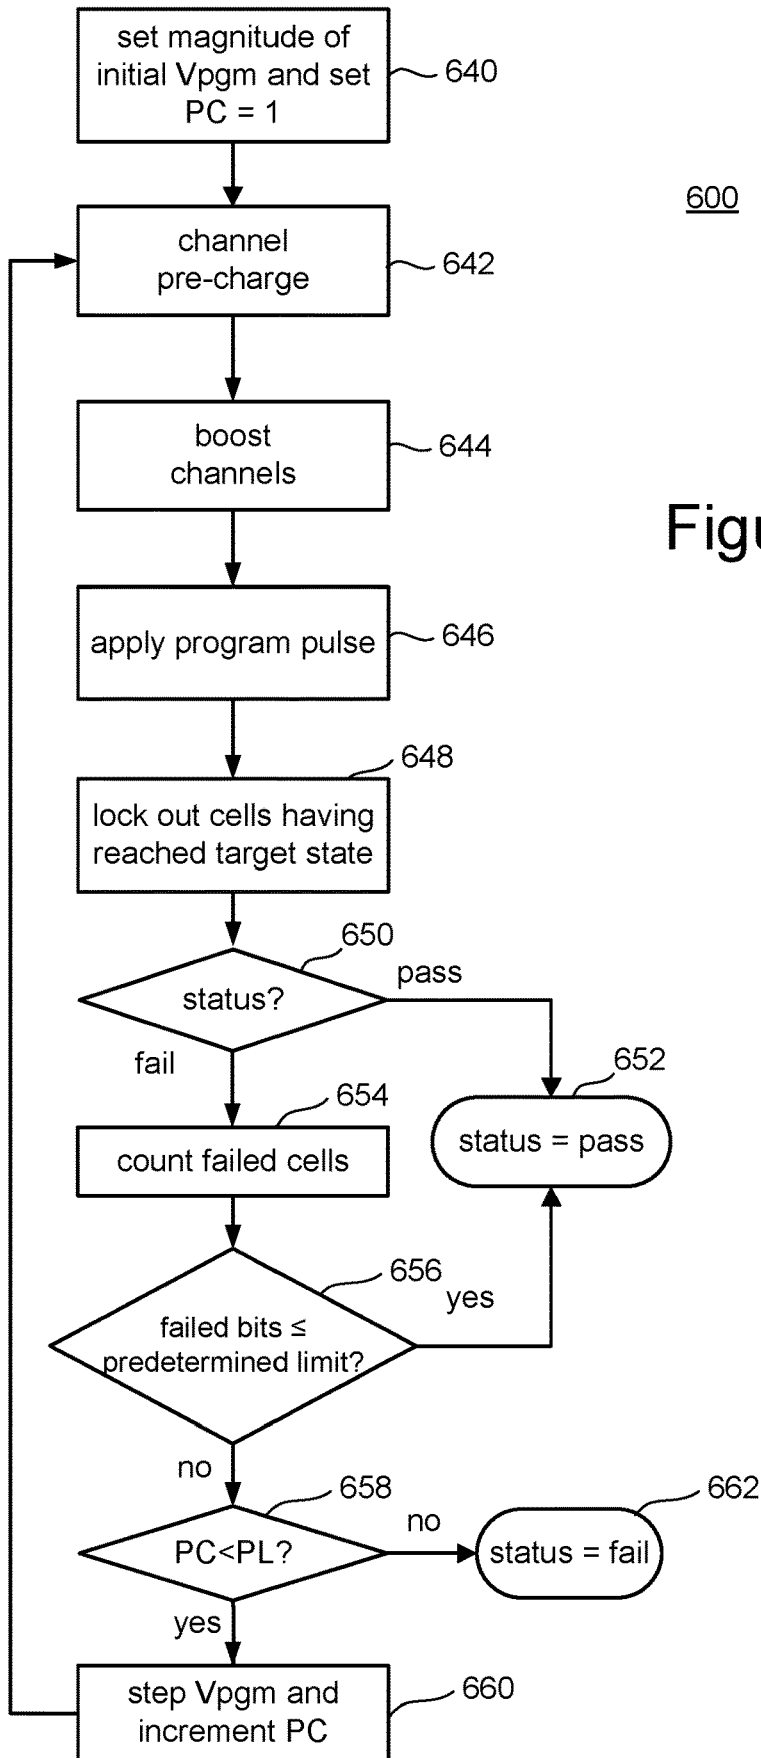 set magnitude of
initial Vpgm and set
PC = 1
640
600
channel
pre-charge
642
boost
channels
644
Figu
apply program pulse
646
648
lock out cells having
reached target state
650
status?
pass
fail
652
status = pass
654
count failed cells
656
yes
failed bits ≤
predetermined limit?
no
658
662
PC<PL?
no
status = fail
yes
step Vpgm and
increment PC
660